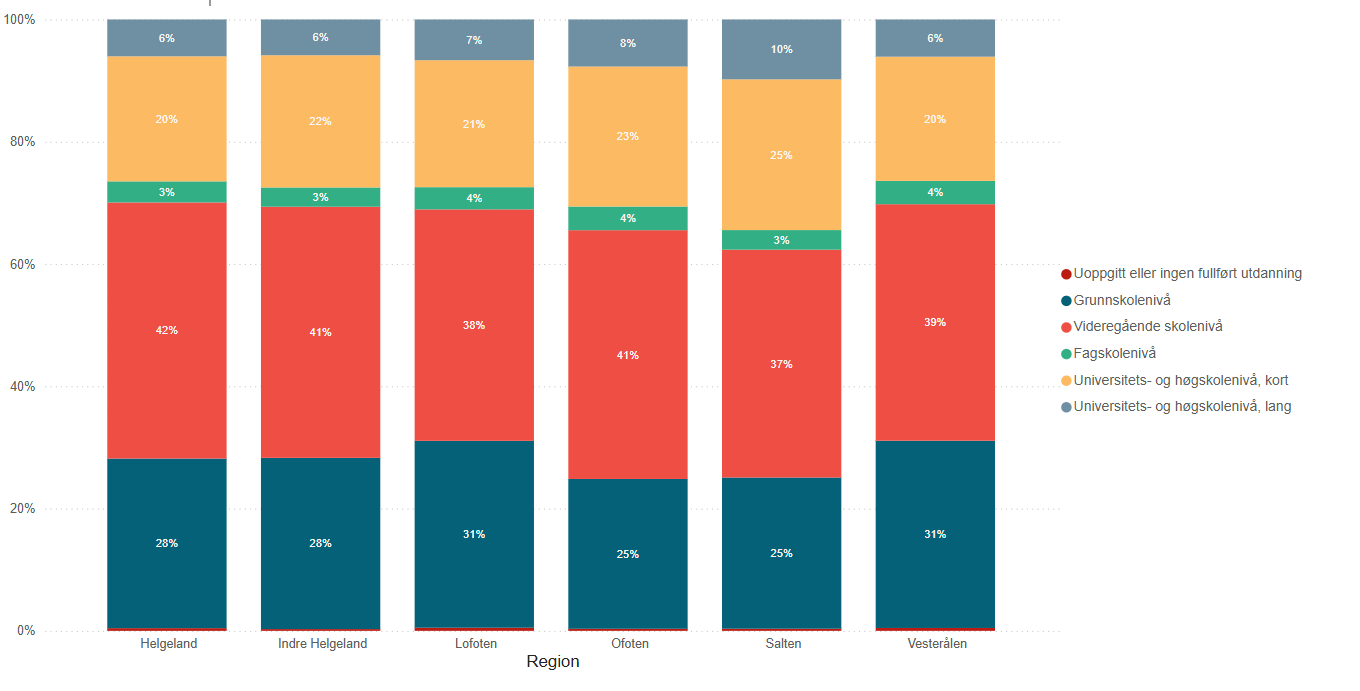 100%
6%
6%
7%
8%
10%
6%
20%
22%
21%
23%
25%
20%
80%
3%
3%
4%
4%
3%
4%
60%
42%
41%
38%
41%
37%
39%
40%
28%
28%
31%
25%
25%
31%
20%
0%
Helgeland
Indre Helgeland
Lofoten
Ofoten
Salten
Vesterålen
Region
Uoppgitt eller ingen fullført utdanning
Grunnskolenivå
Videregående skolenivå
Fagskolenivå
Universitets- og høgskolenivå, kort
Universitets- og høgskolenivå, lang